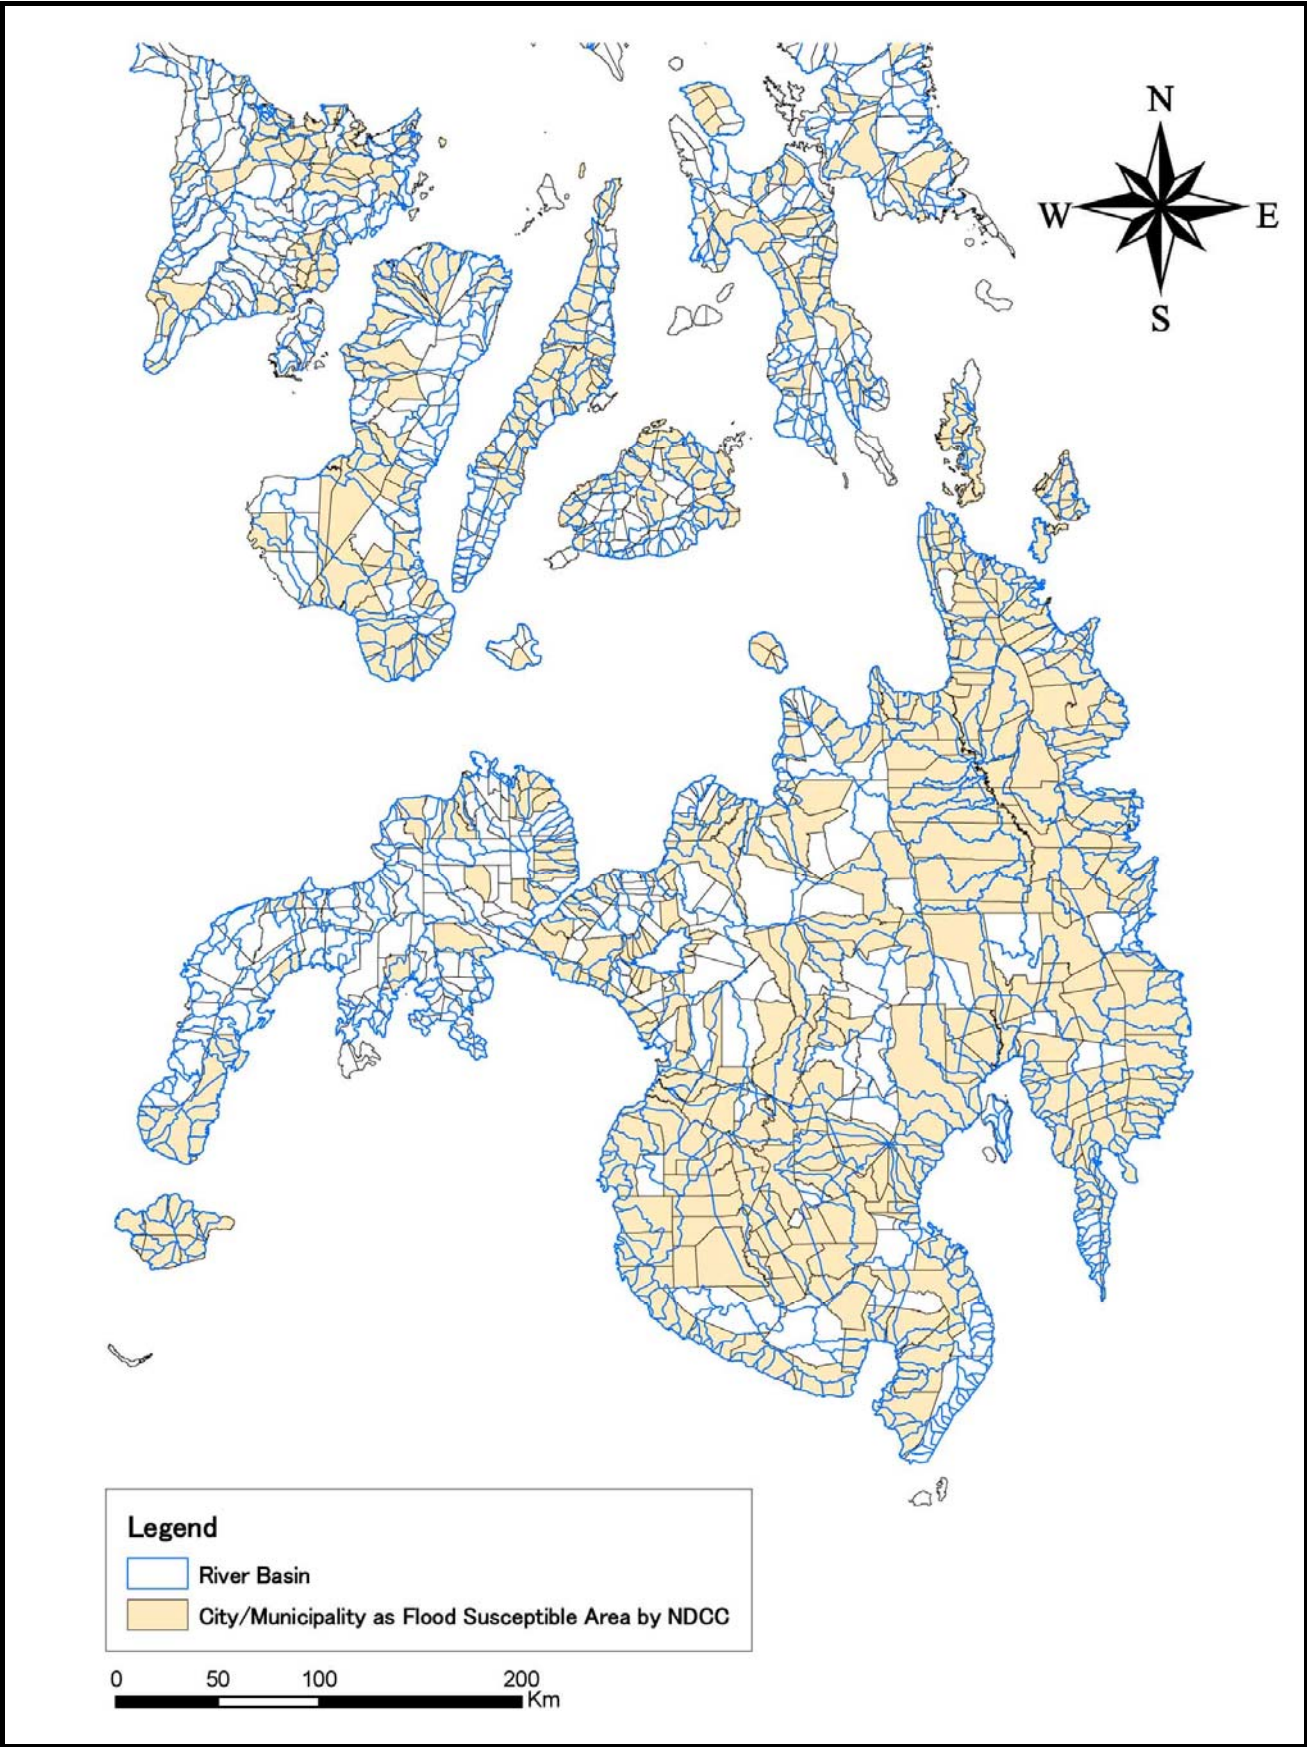 N
W E
S
Legend
River Basin
City/Municipality as Flood Susceptible Area by NDCC
0 50 100 200
Km